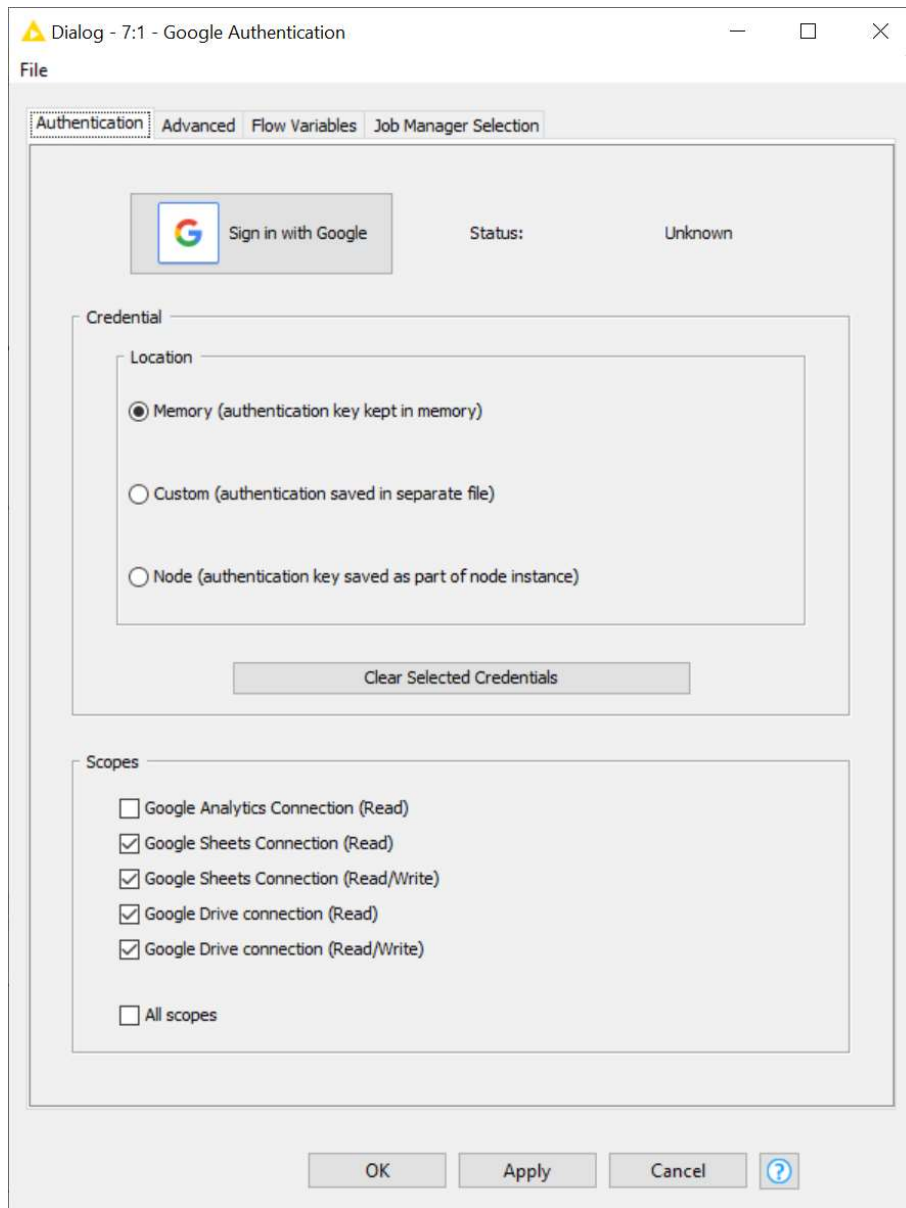 Dialog - 7:1 - Google Authentication
File
Authentication Advanced Flow Variables Job Manager Selection
G Sign in with Google Status: Unknown
Credential
Location
Memory (authentication key kept in memory)
Custom (authentication saved in separate file)
Node (authentication key saved as part of node instance)
Clear Selected Credentials
Scopes
Google Analytics Connection (Read)
Google Sheets Connection (Read)
Google Sheets Connection (Read/Write)
Google Drive connection (Read)
Google Drive connection (Read/Write)
All scopes
OK Apply Cancel ?